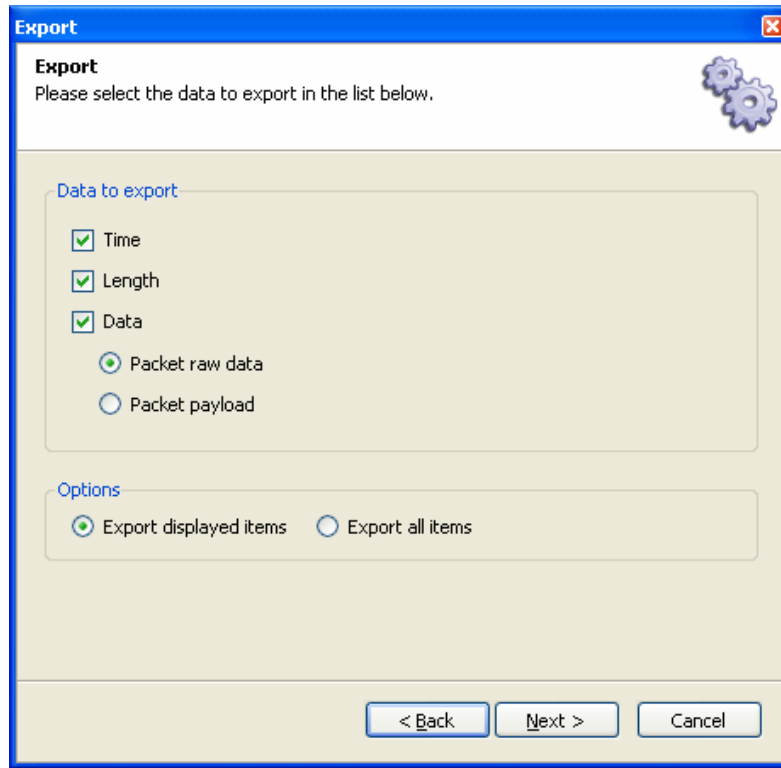 Export
Export
Please select the data to export in the list below.
Data to export
Time
Length
Data
Packet raw data
Packet payload
Options
Export displayed items Export all items
< Back Next > Cancel